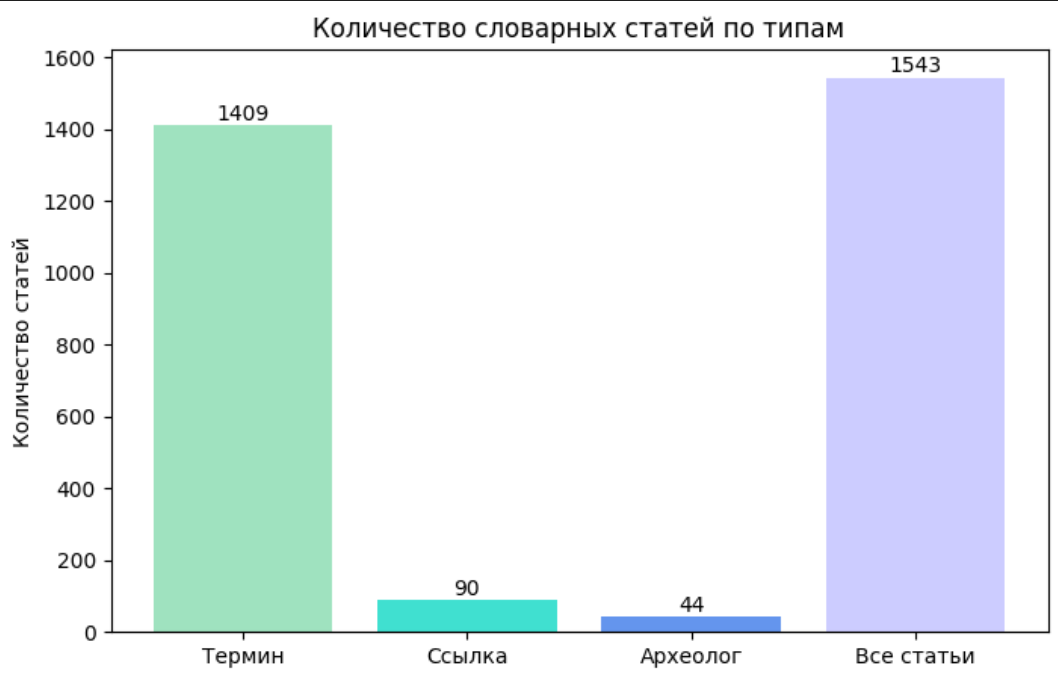 Количество словарных статей по типам
Количество статей
1600
1400
1200
1000
800
600
400
200
0
1409
90
44
1543
Термин
Ссылка
Археолог
Все статьи